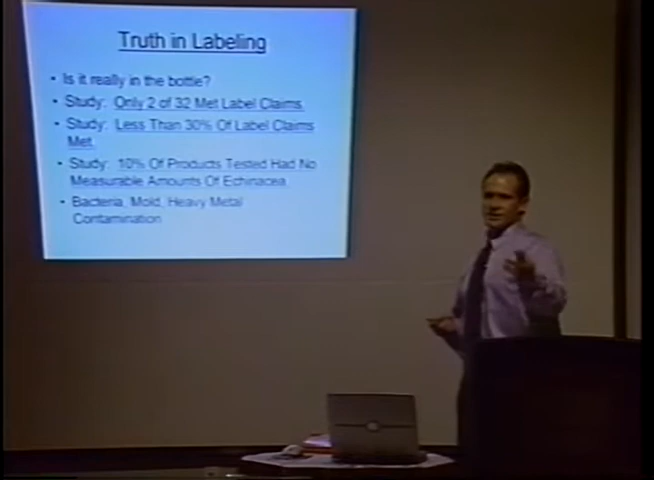 Truth in Labeling
• Is it really in the bottle?
• Study: Only 2 of 32 Met Label Claims.
• Study: Less Than 30% Of Label Claims
Met.
• Study: 10% Of Products Tested Had No
Measurable Amounts Of Echinacea.
• Bacteria, Mold, Heavy Metal
Contamination